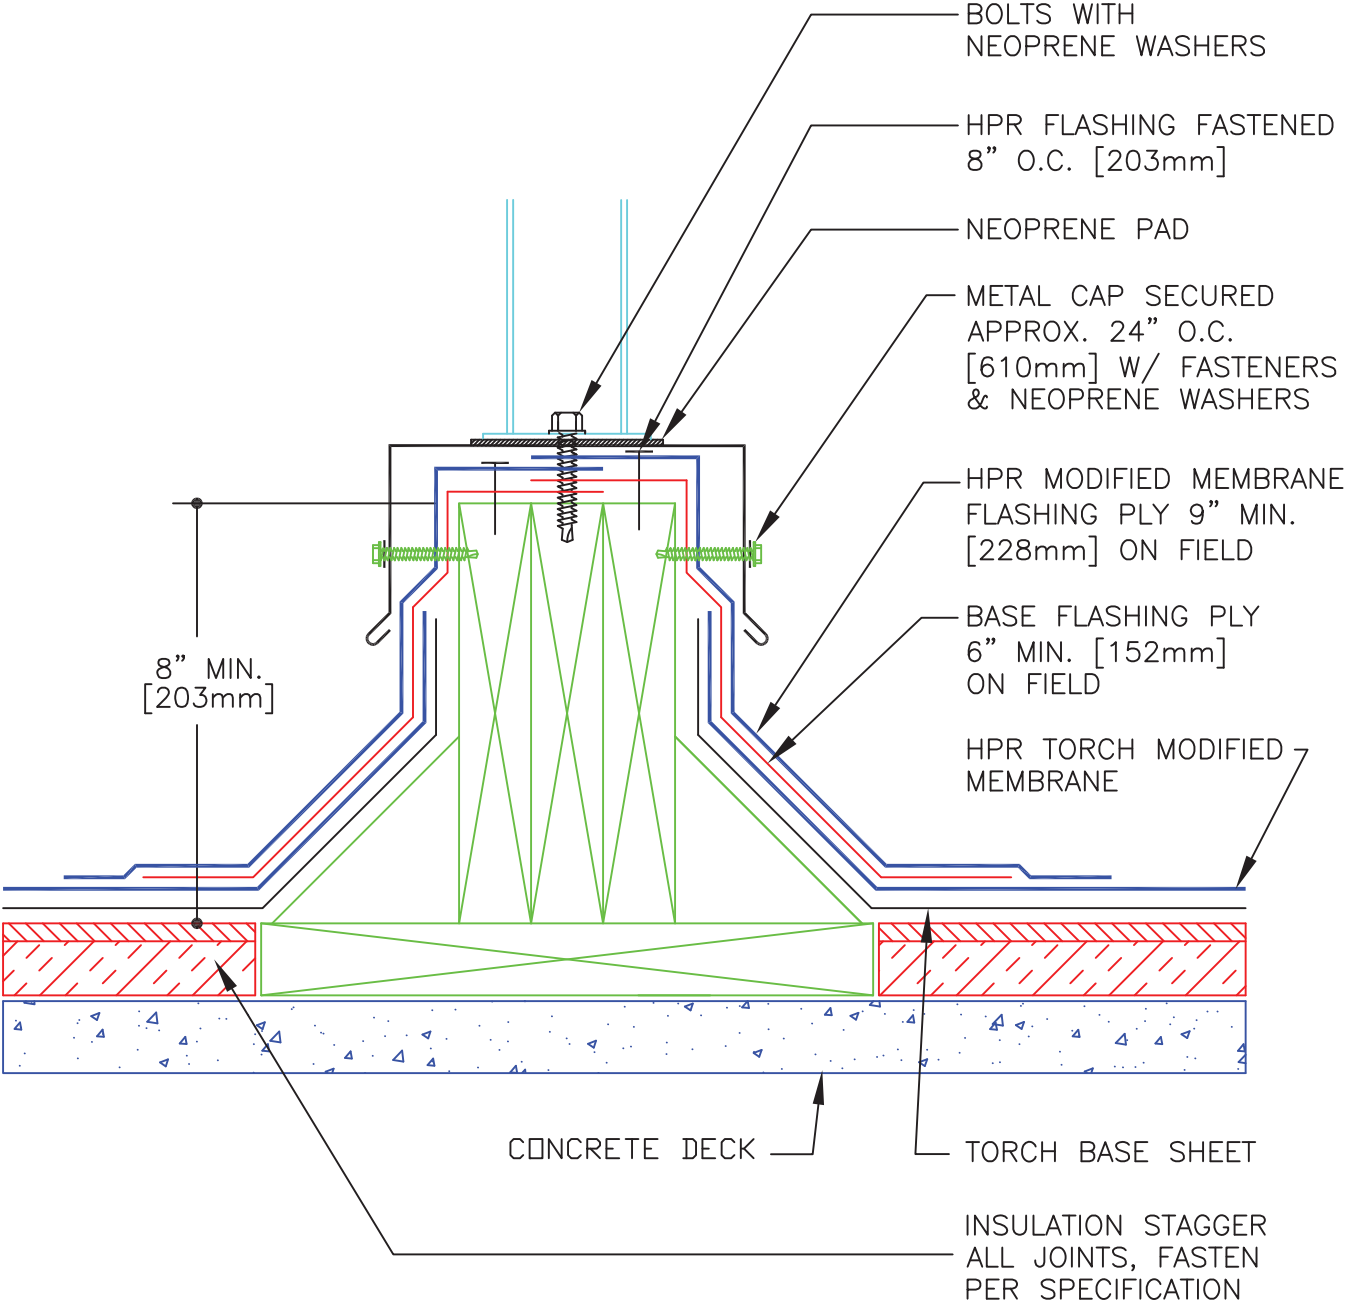 BOLTS WITH
NEOPRENE WASHERS
HPR FLASHING FASTENED
8” O.C. [203mm]
NEOPRENE PAD
METAL CAP SECURED
APPROX. 24” O.C.
[610mm] W/ FASTENERS
& NEOPRENE WASHERS
HPR MODIFIED MEMBRANE
FLASHING PLY 9” MIN.
[228mm] ON FIELD
BASE FLASHING PLY
6” MIN. [152mm]
ON FIELD
8” MIN.
[203mm]
HPR TORCH MODIFIED
MEMBRANE
CONCRETE DECK
TORCH BASE SHEET
INSULATION STAGGER
ALL JOINTS, FASTEN
PER SPECIFICATION